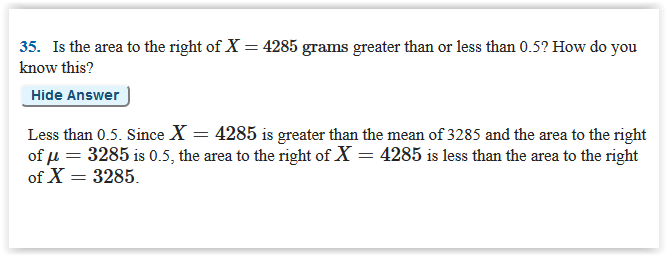 35. Is the area to the right of X = 4285 grams greater than or less than 0.5? How do you
know this?
Hide Answer
Less than 0.5. Since X = 4285 is greater than the mean of 3285 and the area to the right
of μ = 3285 is 0.5, the area to the right of X = 4285 is less than the area to the right
of X = 3285.